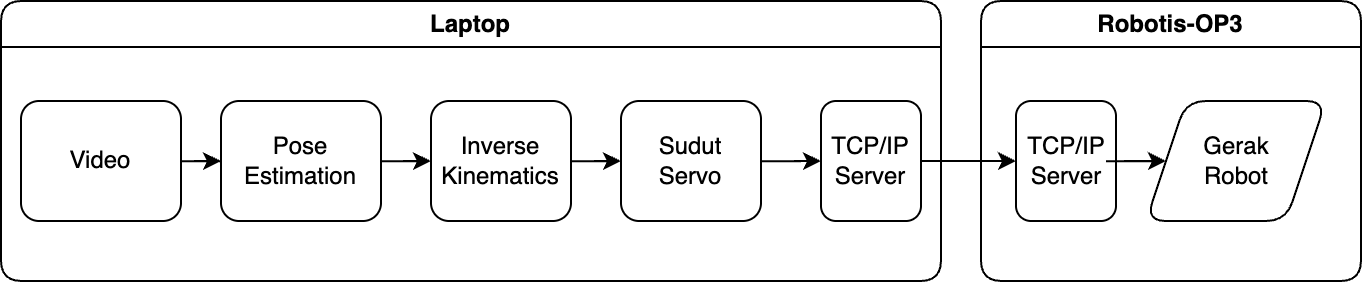 Laptop
Robotis-OP3
Video
Pose
Estimation
Inverse
Kinematics
Sudut
Servo
TCP/IP
Server
TCP/IP
Server
Gerak
Robot